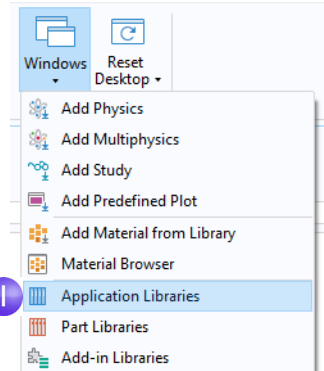 Windows
Reset
Desktop
Add Physics
Add Multiphysics
Add Study
Add Predefined Plot
Add Material from Library
Material Browser
Application Libraries
Part Libraries
Add-in Libraries